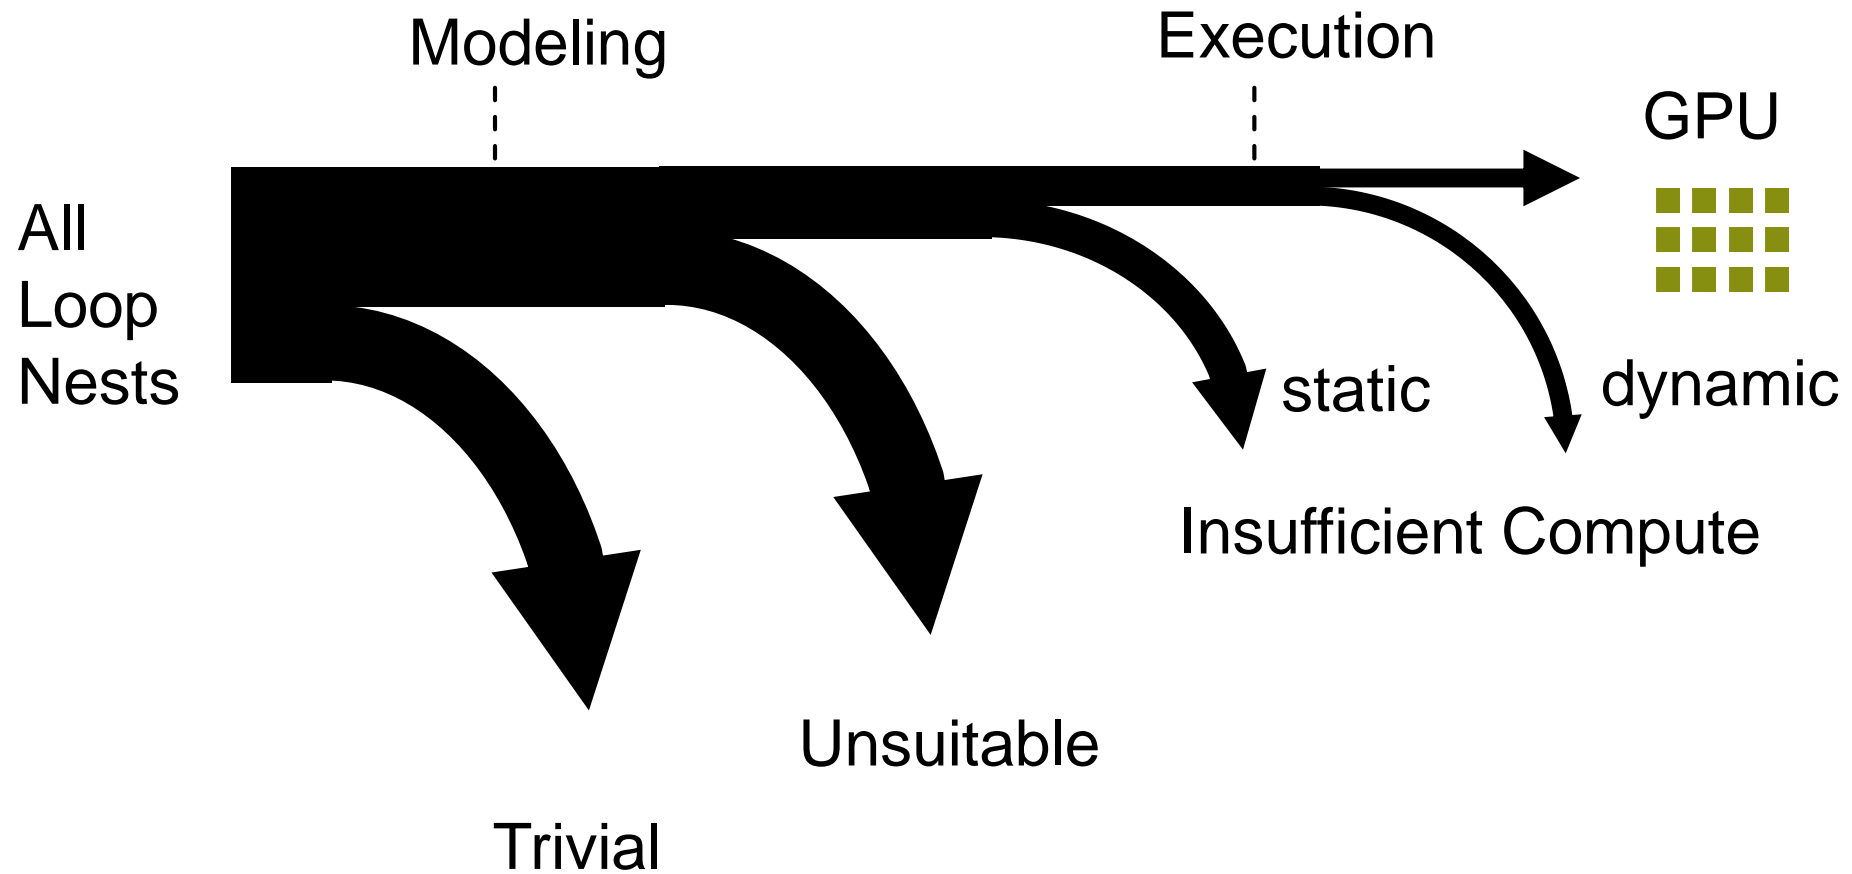 Modeling
Execution
GPU
All
Loop
Nests
static
dynamic
Insufficient Compute
Unsuitable
Trivial